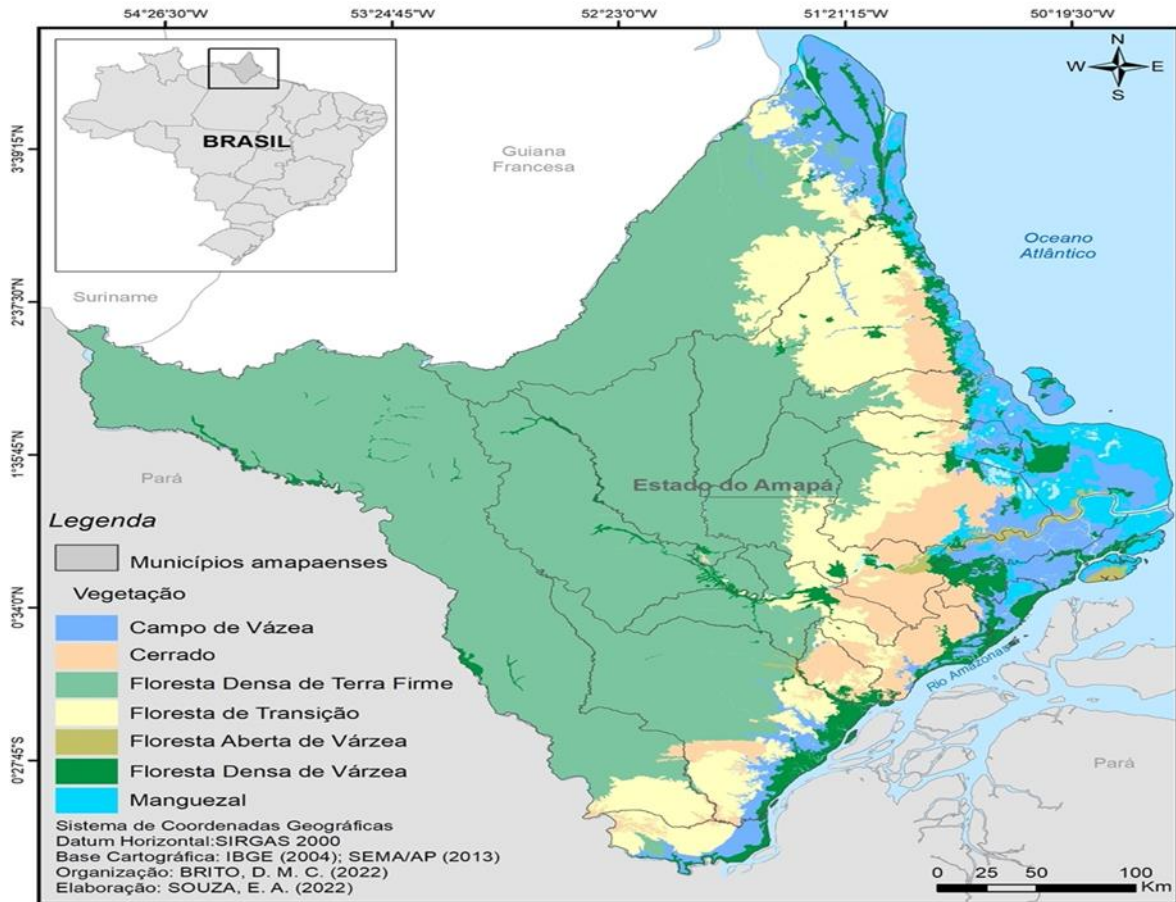 54°26'30"W
53°24'45"W
52°23'0"W
51°21'15"W
50°19'30"W
3°39'15"N
2°37'30"N
1°35'45"N
0°34'0"N
0°27'45"S
BRASIL
N
W E
S
Guiana
Francesa
Oceano
Atlântico
Suriname
Pará
Estado do Amapá
Rio Amazonas
Pará
Legenda
Municípios amapaenses
Vegetação
Campo de Vázea
Cerrado
Floresta Densa de Terra Firme
Floresta de Transição
Floresta Aberta de Várzea
Floresta Densa de Várzea
Manguezal
Sistema de Coordenadas Geográficas
Datum Horizontal:SIRGAS 2000
Base Cartográfica: IBGE (2004); SEMA/AP (2013)
Organização: BRITO, D. M. C. (2022)
Elaboração: SOUZA, E. A. (2022)
0 25 50 100
Km